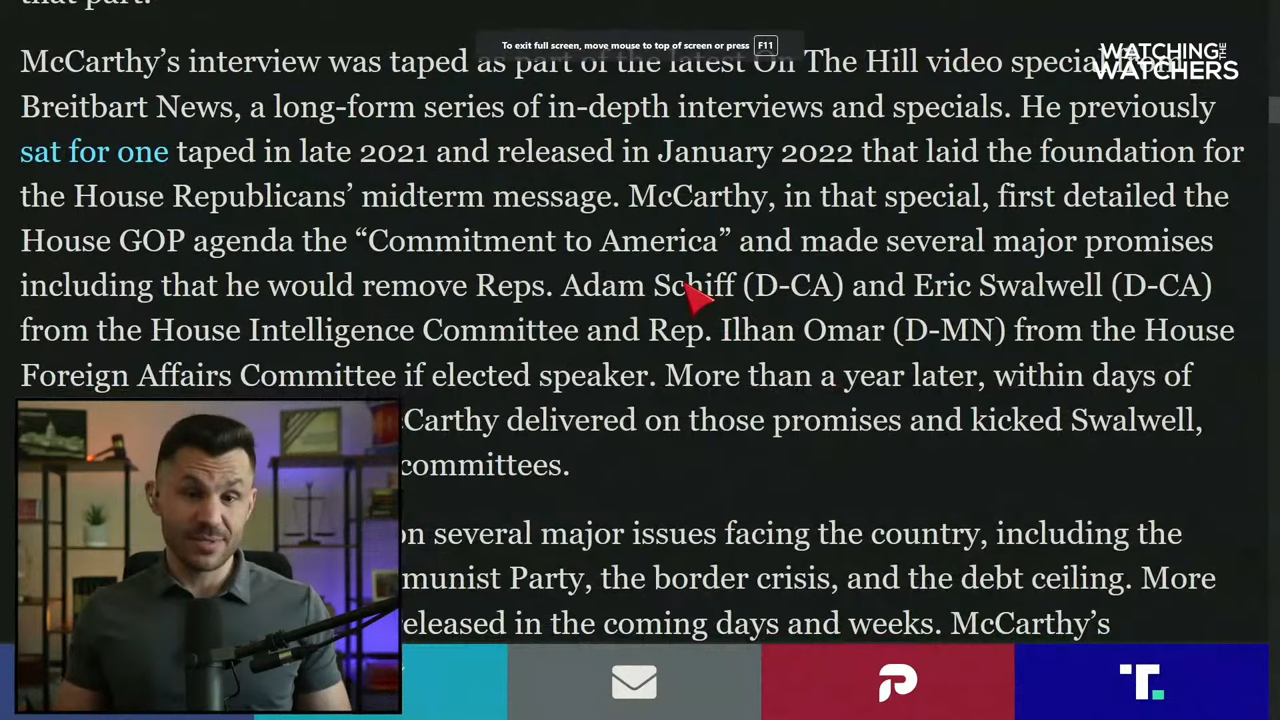 that part.
To exit full screen, move mouse to top of screen or press F11
WATCHING THE
WATCHERS
McCarthy’s interview was taped as part of the latest On The Hill video special from
Breitbart News, a long-form series of in-depth interviews and specials. He previously
sat for one taped in late 2021 and released in January 2022 that laid the foundation for
the House Republicans’ midterm message. McCarthy, in that special, first detailed the
House GOP agenda the “Commitment to America” and made several major promises
including that he would remove Reps. Adam Schiff (D-CA) and Eric Swalwell (D-CA)
from the House Intelligence Committee and Rep. Ilhan Omar (D-MN) from the House
Foreign Affairs Committee if elected speaker. More than a year later, within days of
cCarthy delivered on those promises and kicked Swalwell,
committees.
on several major issues facing the country, including the
mmunist Party, the border crisis, and the debt ceiling. More
eleased in the coming days and weeks. McCarthy’s